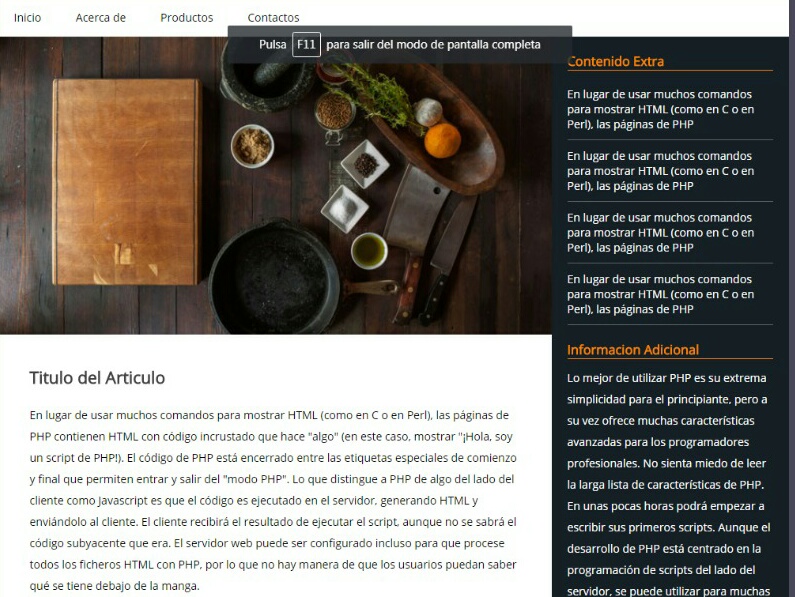 Inicio Acerca de Productos Contactos
Pulsa F11 para salir del modo de pantalla completa
Titulo del Articulo
En lugar de usar muchos comandos para mostrar HTML (como en C o en Perl), las páginas de
PHP contienen HTML con código incrustado que hace "algo" (en este caso, mostrar "¡Hola, soy
un script de PHP!). El código de PHP está encerrado entre las etiquetas especiales de comienzo
y final que permiten entrar y salir del "modo PHP". Lo que distingue a PHP de algo del lado del
cliente como Javascript es que el código es ejecutado en el servidor, generando HTML y
enviándolo al cliente. El cliente recibirá el resultado de ejecutar el script, aunque no se sabrá el
código subyacente que era. El servidor web puede ser configurado incluso para que procese
todos los ficheros HTML con PHP, por lo que no hay manera de que los usuarios puedan saber
qué se tiene debajo de la manga.
Contenido Extra
En lugar de usar muchos comandos
para mostrar HTML (como en C o en
Perl), las páginas de PHP
En lugar de usar muchos comandos
para mostrar HTML (como en C o en
Perl), las páginas de PHP
En lugar de usar muchos comandos
para mostrar HTML (como en C o en
Perl), las páginas de PHP
En lugar de usar muchos comandos
para mostrar HTML (como en C o en
Perl), las páginas de PHP
Informacion Adicional
Lo mejor de utilizar PHP es su extrema
simplicidad para el principiante, pero a
su vez ofrece muchas características
avanzadas para los programadores
profesionales. No sienta miedo de leer
la larga lista de características de PHP.
En unas pocas horas podrá empezar a
escribir sus primeros scripts. Aunque el
desarrollo de PHP está centrado en la
programación de scripts del lado del
servidor, se puede utilizar para muchas